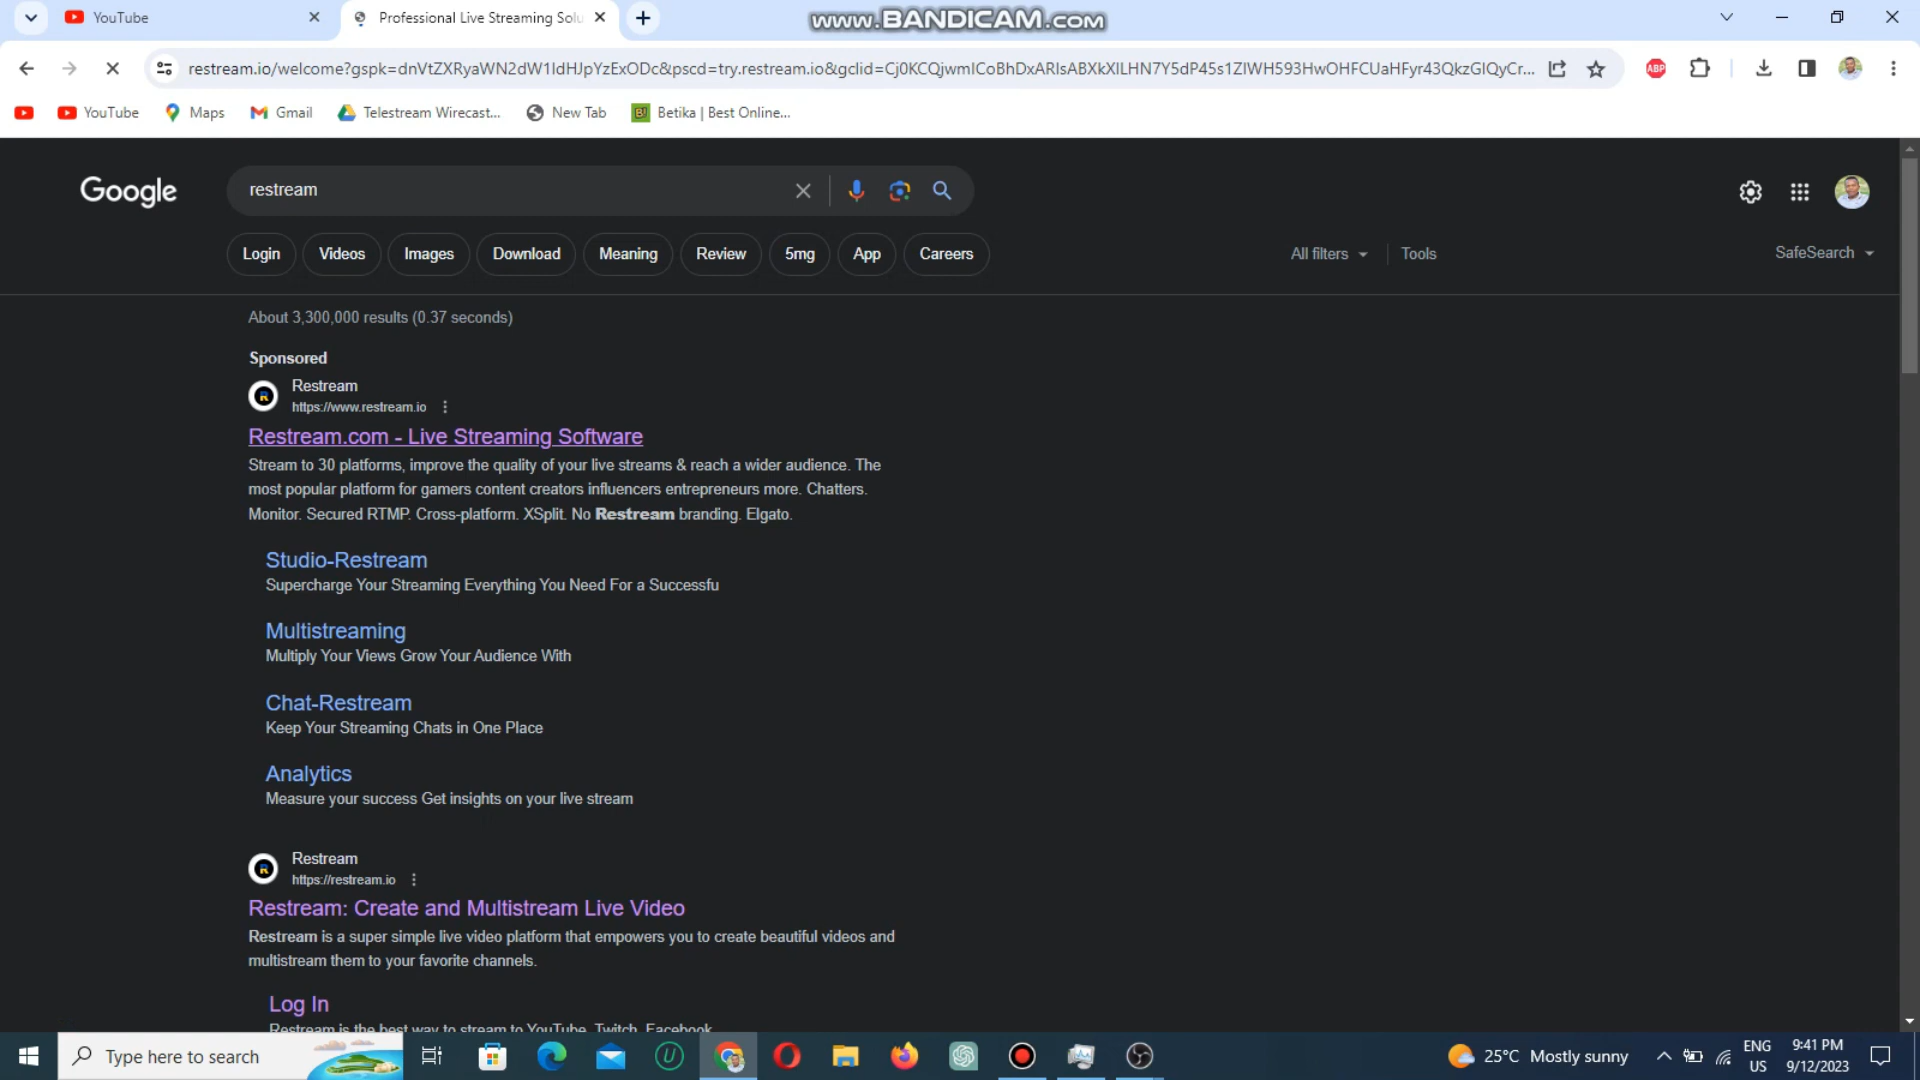 YouTube
Professional Live Streaming Solu
www.BANDICAM.com
restream.io/welcome?gspk=dnVtZXRyaWN2dW1ldHJpYzExODc&pscd=try.restream.io&gclid=Cj0KCQjwmICoBhDxARIsABXkXlLHN7Y5dP45s1ZIWH593HwOHFCUaHFyr43QkzGIQyCr...
ABP
YouTube
Maps
Gmail
Telestream Wirecast...
New Tab
Betika | Best Online...
Google
restream
Login
Videos
Images
Download
Meaning
Review
5mg
App
Careers
All filters
Tools
SafeSearch
About 3,300,000 results (0.37 seconds)
Sponsored
Restream
https://www.restream.io
Restream.com - Live Streaming Software
Stream to 30 platforms, improve the quality of your live streams & reach a wider audience. The
most popular platform for gamers content creators influencers entrepreneurs more. Chatters.
Monitor. Secured RTMP. Cross-platform. XSplit. No Restream branding. Elgato.
Studio-Restream
Supercharge Your Streaming Everything You Need For a Successfu
Multistreaming
Multiply Your Views Grow Your Audience With
Chat-Restream
Keep Your Streaming Chats in One Place
Analytics
Measure your success Get insights on your live stream
Restream
https://restream.io
Restream: Create and Multistream Live Video
Restream is a super simple live video platform that empowers you to create beautiful videos and
multistream them to your favorite channels.
Log In
Restream is the best way to stream to YouTube, Twitch, Facebook
Type here to search
25°C Mostly sunny
ENG
US
9:41 PM
9/12/2023